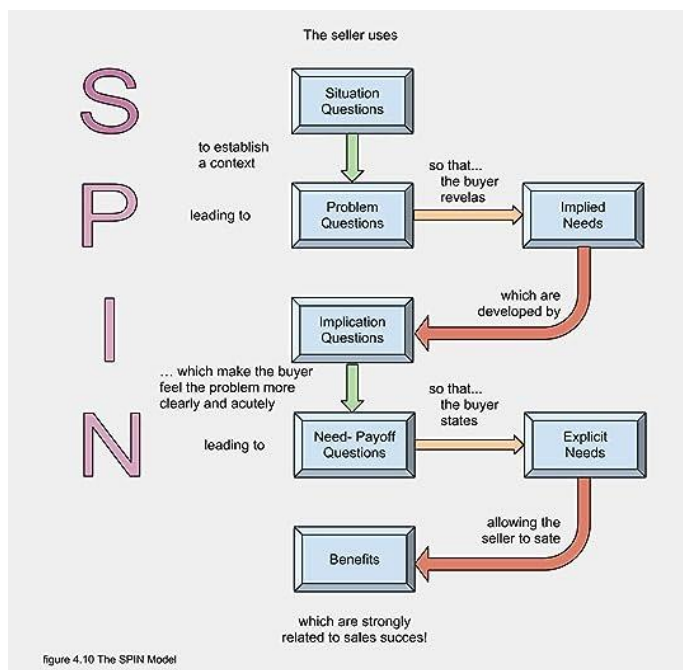 The seller uses
S
Situation
Questions
to establish
a context
P
leading to
Problem
Questions
so that...
the buyer
revelas
Implied
Needs
which are
developed by
I
Implication
Questions
... which make the buyer
feel the problem more
clearly and acutely
N
leading to
Need- Payoff
Questions
so that...
the buyer
states
Explicit
Needs
allowing the
seller to sate
Benefits
which are strongly
related to sales succes!
figure 4.10 The SPIN Model